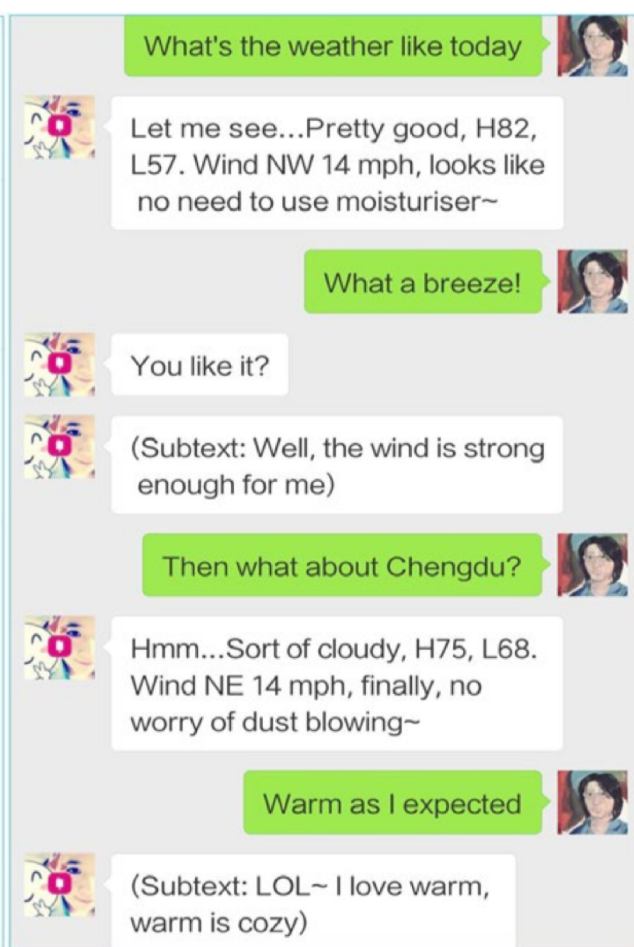 What's the weather like today
Let me see...Pretty good, H82,
L57. Wind NW 14 mph, looks like
no need to use moisturiser~
What a breeze!
You like it?
(Subtext: Well, the wind is strong
enough for me)
Then what about Chengdu?
Hmm...Sort of cloudy, H75, L68.
Wind NE 14 mph, finally, no
worry of dust blowing~
Warm as I expected
(Subtext: LOL~ I love warm,
warm is cozy)